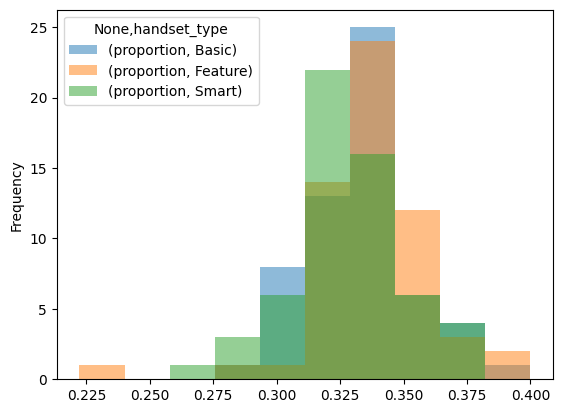 None,handset_type
(proportion, Basic)
(proportion, Feature)
(proportion, Smart)
Frequency
25
20
15
10
5
0
0.225 0.250 0.275 0.300 0.325 0.350 0.375 0.400